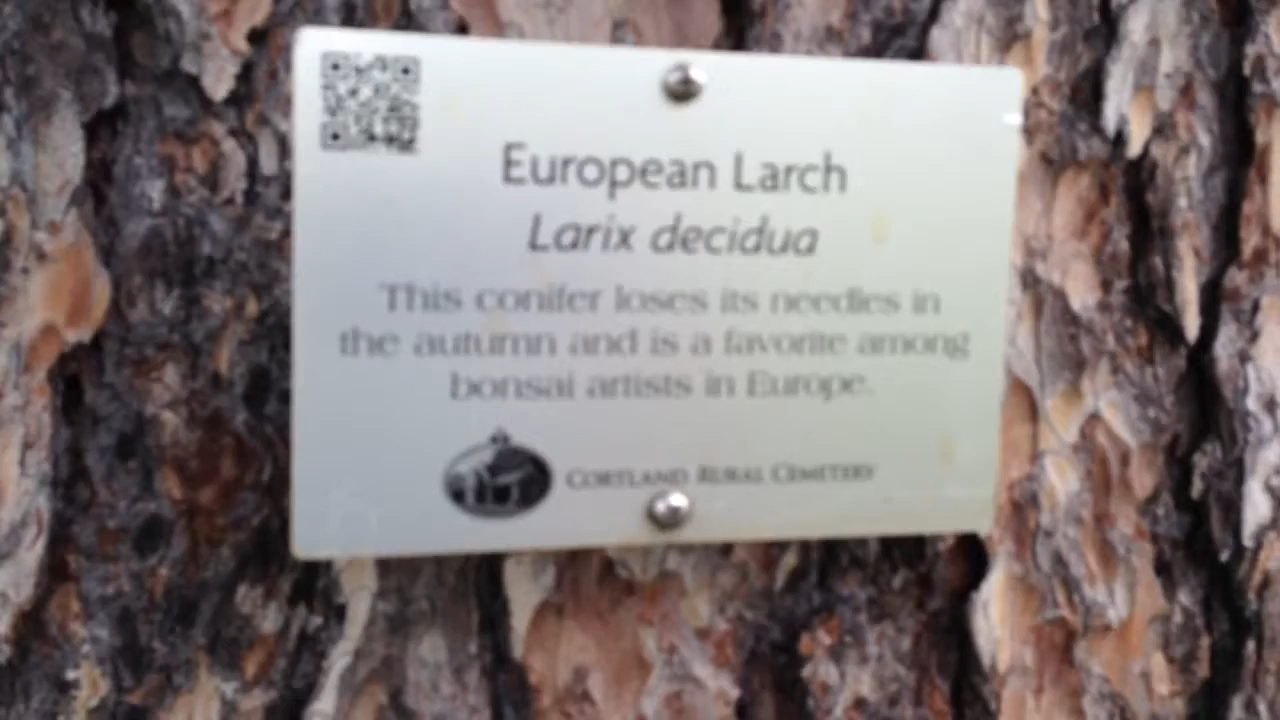 European Larch
Larix decidua
This conifer loses its needles in
the autumn and is a favorite among
bonsai artists in Europe.
CORTLAND RURAL CEMETERY